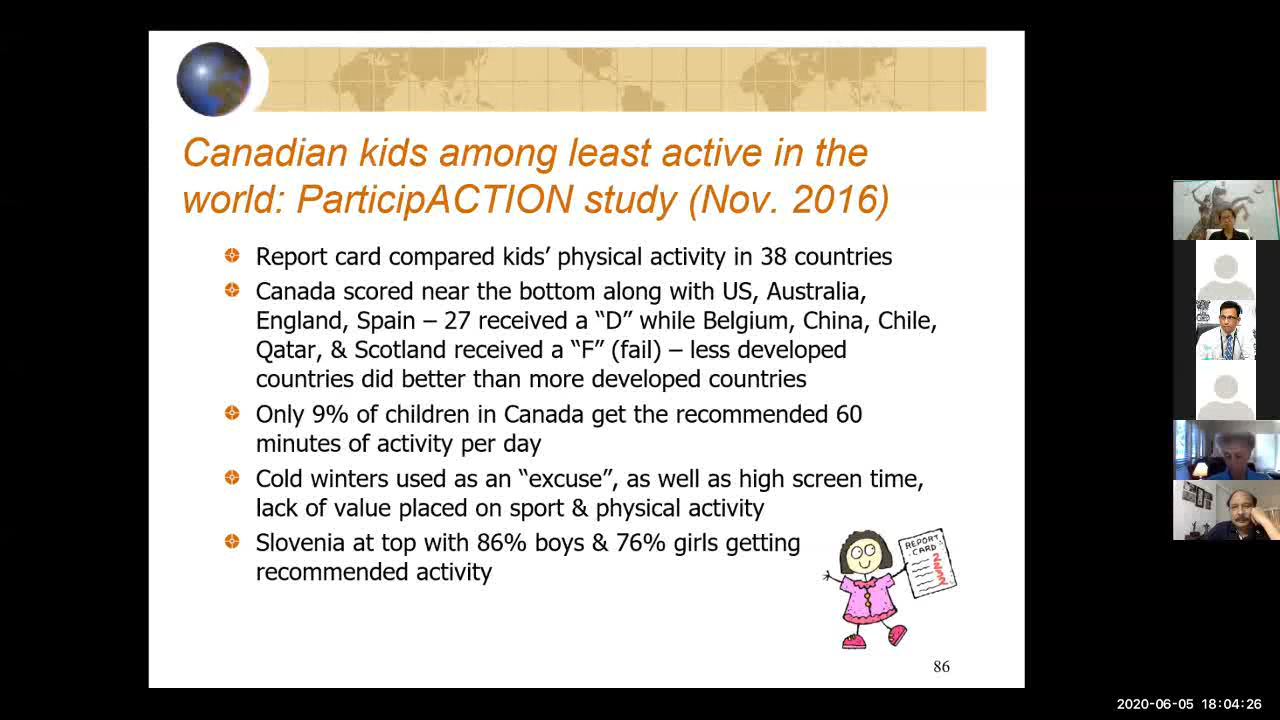 Canadian kids among least active in the
world: ParticipACTION study (Nov. 2016)
Report card compared kids’ physical activity in 38 countries
Canada scored near the bottom along with US, Australia,
England, Spain – 27 received a “D” while Belgium, China, Chile,
Qatar, & Scotland received a “F” (fail) – less developed
countries did better than more developed countries
Only 9% of children in Canada get the recommended 60
minutes of activity per day
Cold winters used as an “excuse”, as well as high screen time,
lack of value placed on sport & physical activity
Slovenia at top with 86% boys & 76% girls getting
recommended activity
REPORT
CARD
86
2020-06-05 18:04:26